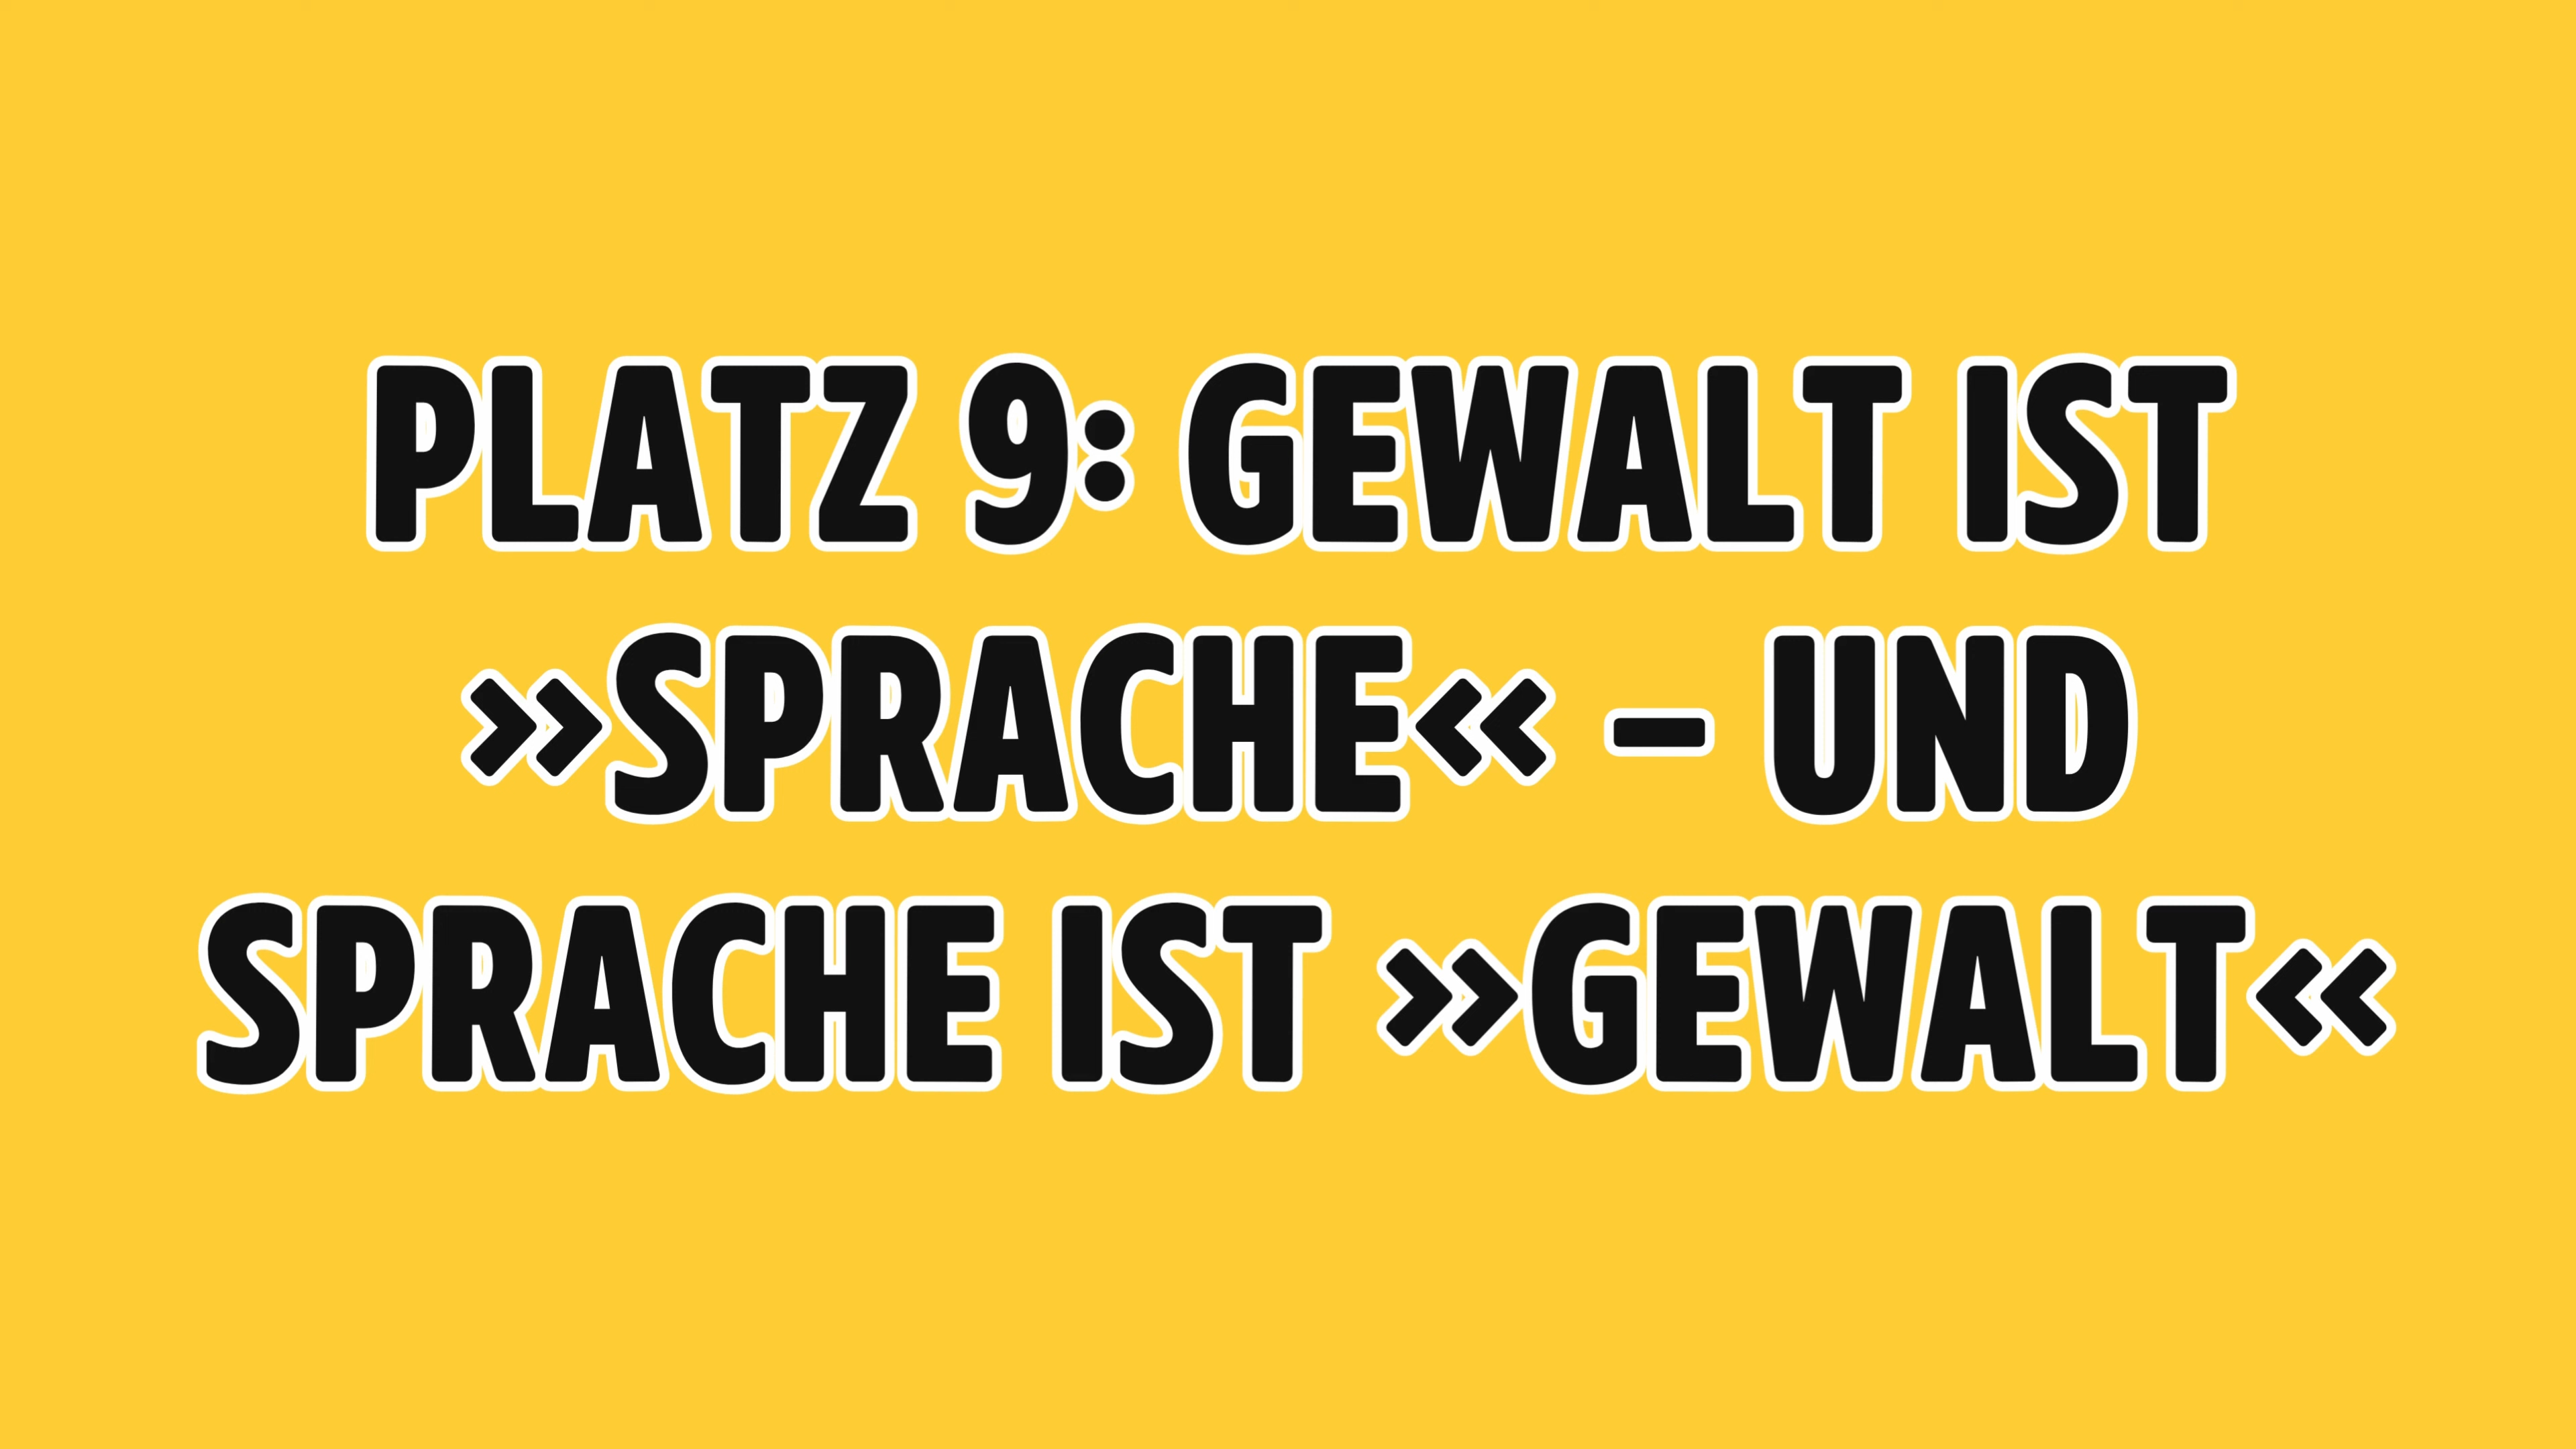 PLATZ 9: GEWALT IST
»SPRACHE« – UND
SPRACHE IST »GEWALT«